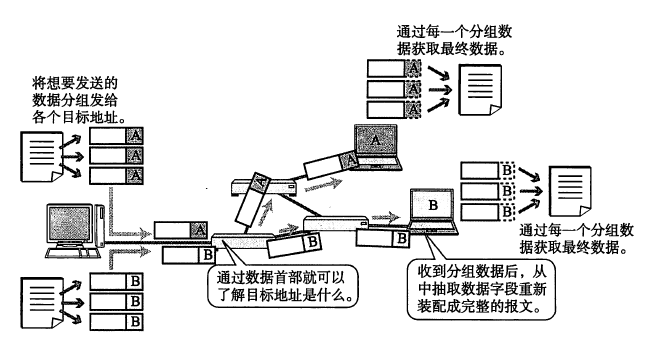 通过每一个分组数
据获取最终数据。
A
A
A
将想要发送的
数据分组发给
各个目标地址。
A
A
A
A
A
A
A
B
B
B
B
通过每一个分组数
据获取最终数据。
B
B
B
通过数据首部就可以
了解目标地址是什么。
收到分组数据后，从
中抽取数据字段重新
装配成完整的报文。
B
B
B